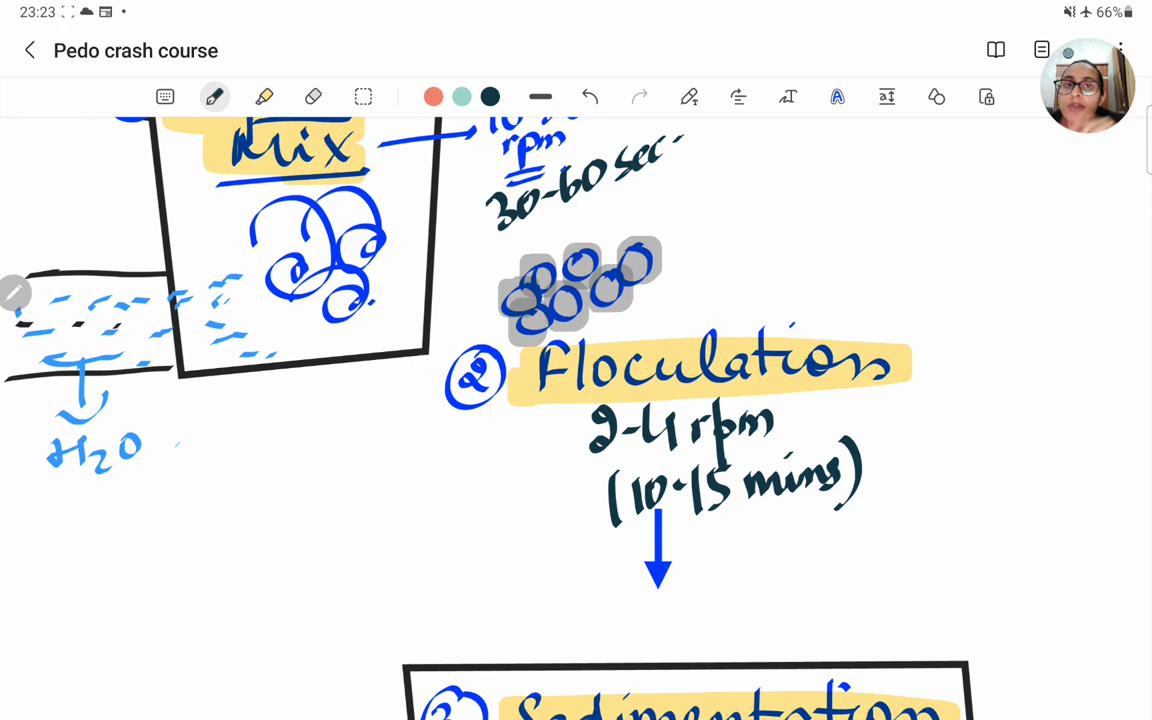 23:23
66%
Pedo crash course
Mix
rpm
30-60 sec
② Floculation
2-4 rpm
(10-15 mins)
H2O
Sedimentation